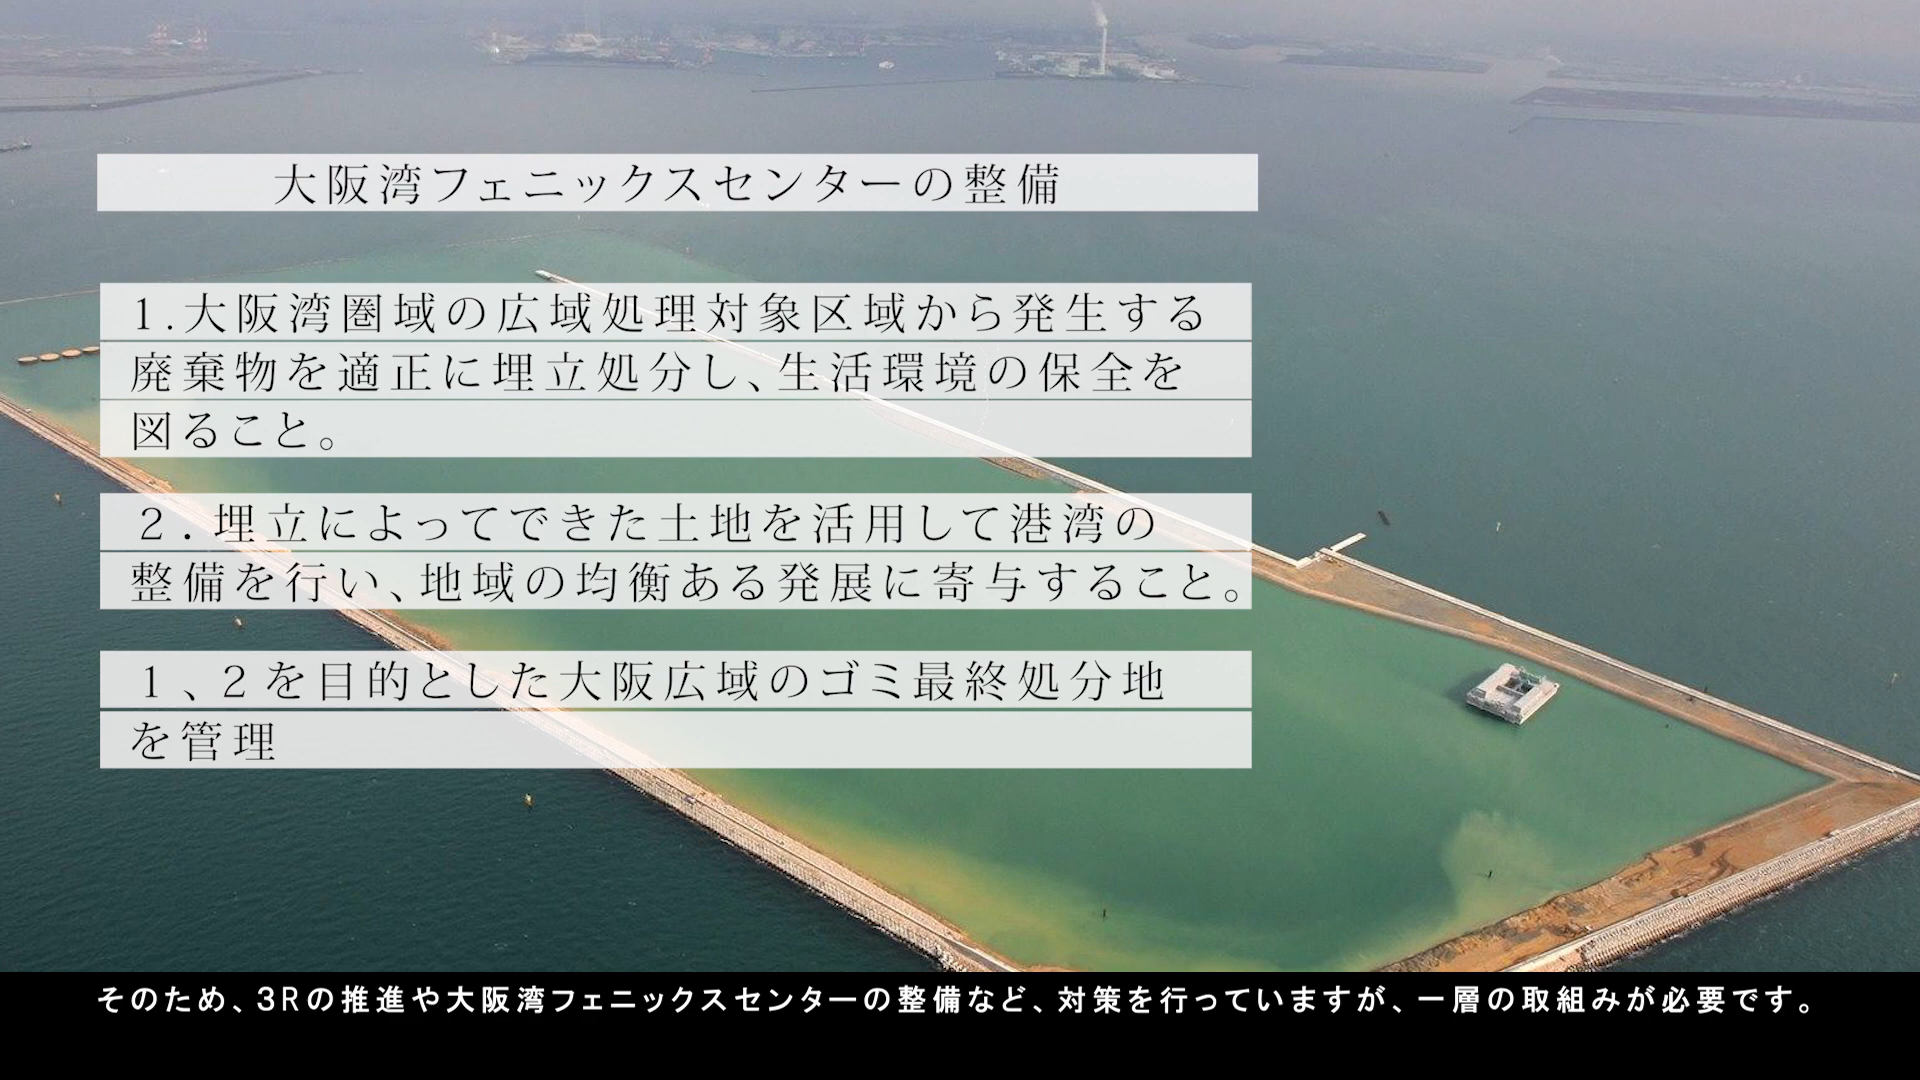 大阪湾フェニックスセンターの整備
1.大阪湾圏域の広域処理対象区域から発生する
廃棄物を適正に埋立処分し、生活環境の保全を
図ること。
2.埋立によってできた土地を活用して港湾の
整備を行い、地域の均衡ある発展に寄与すること。
1、2を目的とした大阪広域のゴミ最終処分地
を管理
そのため、3Rの推進や大阪湾フェニックスセンターの整備など、対策を行っていますが、一層の取組みが必要です。